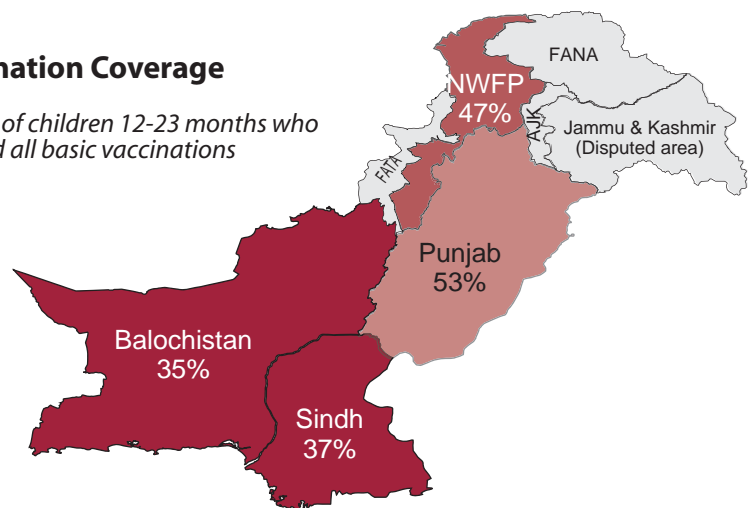 nation Coverage
of children 12-23 months who
d all basic vaccinations
FANA
NWFP
47%
AJK
Jammu & Kashmir
(Disputed area)
FATA
Punjab
53%
Balochistan
35%
Sindh
37%